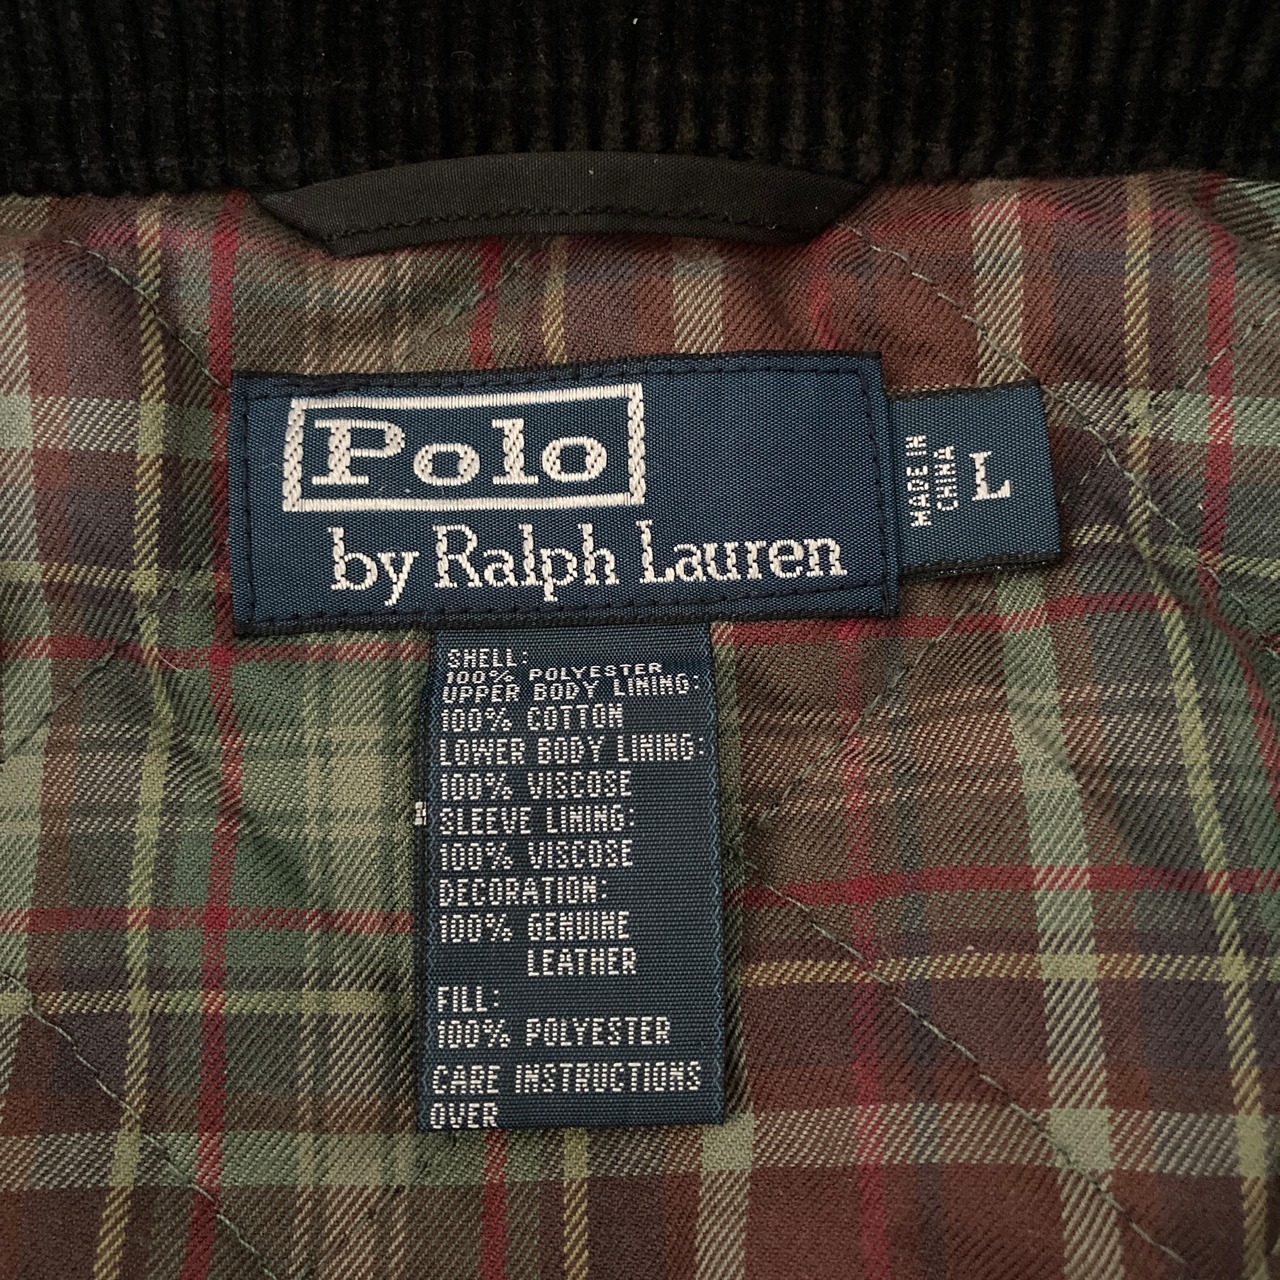 Polo
by Ralph Lauren
MADE IN
CHINA
L
SHELL:
100% POLYESTER
UPPER BODY LINING:
100% COTTON
LOWER BODY LINING:
100% VISCOSE
SLEEVE LINING:
100% VISCOSE
DECORATION:
100% GENUINE
LEATHER
FILL:
100% POLYESTER
CARE INSTRUCTIONS
OVER